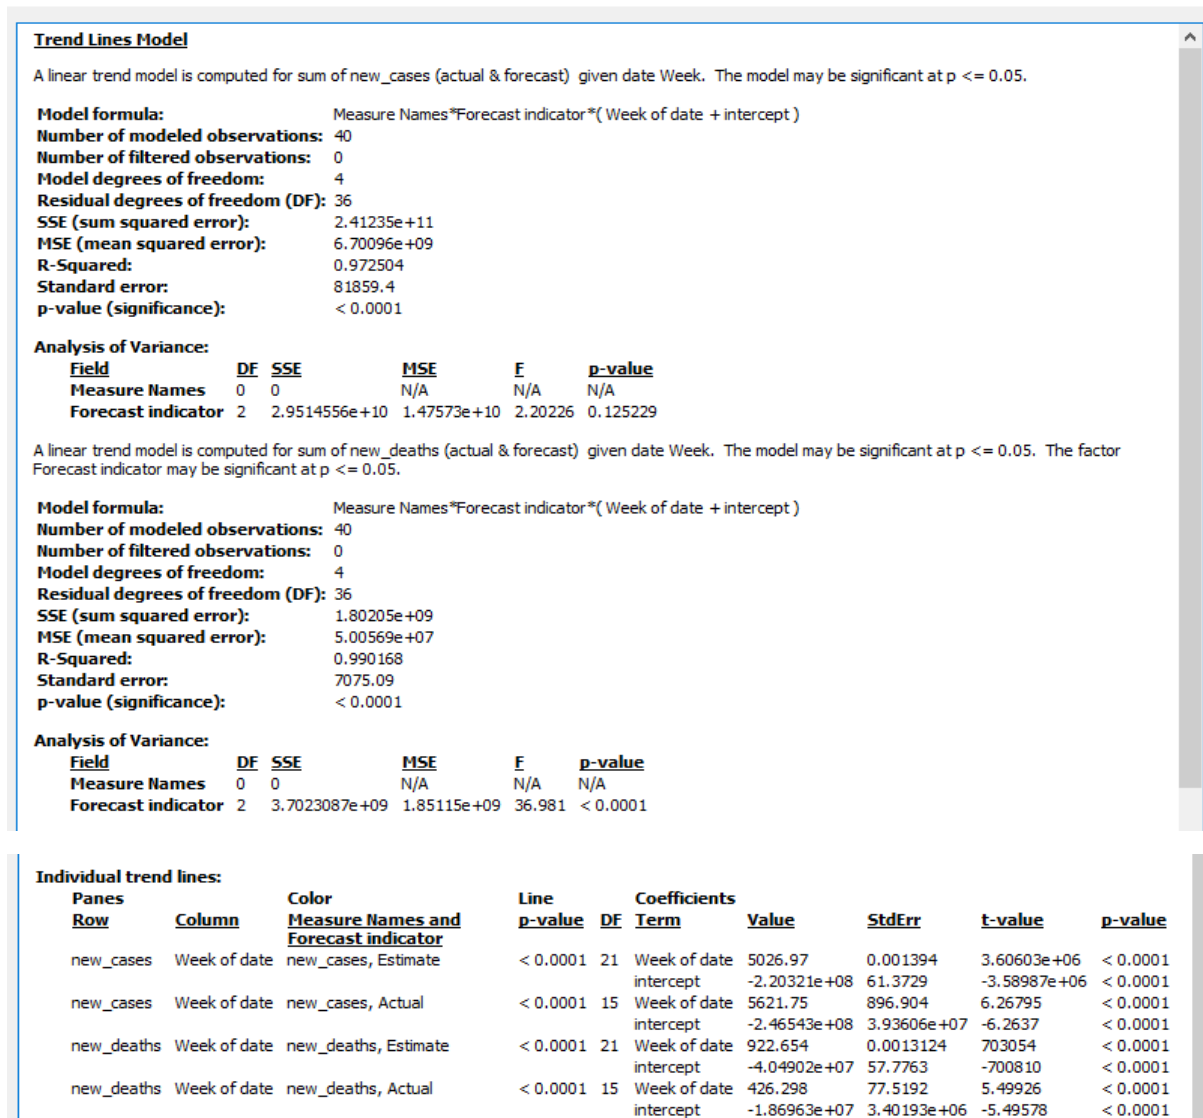 Trend Lines Model
A linear trend model is computed for sum of new_cases (actual & forecast) given date Week. The model may be significant at p <= 0.05.
Model formula: Measure Names*Forecast indicator*( Week of date + intercept )
Number of modeled observations: 40
Number of filtered observations: 0
Model degrees of freedom: 4
Residual degrees of freedom (DF): 36
SSE (sum squared error): 2.41235e+11
MSE (mean squared error): 6.70096e+09
R-Squared: 0.972504
Standard error: 81859.4
p-value (significance): < 0.0001
Analysis of Variance:
Field DF SSE MSE F p-value
Measure Names 0 0 N/A N/A N/A
Forecast indicator 2 2.9514556e+10 1.47573e+10 2.20226 0.125229
A linear trend model is computed for sum of new_deaths (actual & forecast) given date Week. The model may be significant at p <= 0.05. The factor
Forecast indicator may be significant at p <= 0.05.
Model formula: Measure Names*Forecast indicator*( Week of date + intercept )
Number of modeled observations: 40
Number of filtered observations: 0
Model degrees of freedom: 4
Residual degrees of freedom (DF): 36
SSE (sum squared error): 1.80205e+09
MSE (mean squared error): 5.00569e+07
R-Squared: 0.990168
Standard error: 7075.09
p-value (significance): < 0.0001
Analysis of Variance:
Field DF SSE MSE F p-value
Measure Names 0 0 N/A N/A N/A
Forecast indicator 2 3.7023087e+09 1.85115e+09 36.981 < 0.0001
Individual trend lines:
Panes Color Line Coefficients
Row Column Measure Names and p-value DF Term Value StdErr t-value p-value
Forecast indicator
new_cases Week of date new_cases, Estimate < 0.0001 21 Week of date 5026.97 0.001394 3.60603e+06 < 0.0001
intercept -2.20321e+08 61.3729 -3.58987e+06 < 0.0001
new_cases Week of date new_cases, Actual < 0.0001 15 Week of date 5621.75 896.904 6.26795 < 0.0001
intercept -2.46543e+08 3.93606e+07 -6.2637 < 0.0001
new_deaths Week of date new_deaths, Estimate < 0.0001 21 Week of date 922.654 0.0013124 703054 < 0.0001
intercept -4.04902e+07 57.7763 -700810 < 0.0001
new_deaths Week of date new_deaths, Actual < 0.0001 15 Week of date 426.298 77.5192 5.49926 < 0.0001
intercept -1.86963e+07 3.40193e+06 -5.49578 < 0.0001